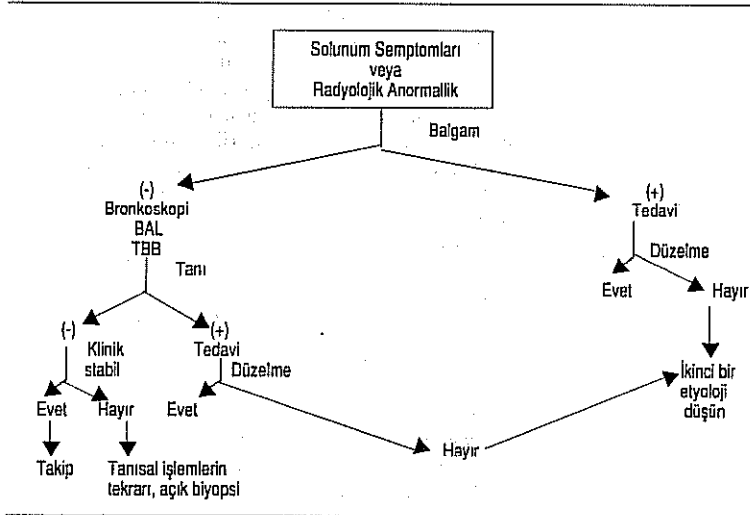 Solunum Semptomları
veya
Radyolojik Anormallik
Balgam
(-)
Bronkoskopi
BAL
TBB
Tanı
(+)
Tedavi
Düzelme
Evet
Hayır
(-)
Klinik
stabil
(+)
Tedavi
Düzelme
İkinci bir
etyoloji
düşün
Evet
Hayır
Evet
Hayır
Takip
Tanısal işlemlerin
tekrarı, açık biyopsi